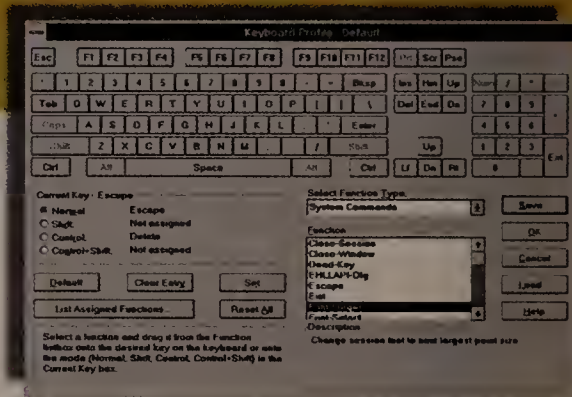 Keyboard Profile - Default
Esc F1 F2 F3 F4 F5 F6 F7 F8 F9 F10 F11 F12 Scr Pse
1 2 3 4 5 6 7 8 9 0 - = Bksp Ins Hm Up Num / *
Tab Q W E R T Y U I O P [ ] \ Del End Dn 7 8 9
Caps A S D F G H J K L ; ' Enter 4 5 6
Shift Z X C V B N M , . / Shift Up 1 2 3 Ent
Ctrl Alt Space Alt Ctrl Lf Dn Rt 0
Current Key - Escape
Normal Escape
Shift Not assigned
Control Delete
Control+Shift Not assigned
Default Clear Entry Set
List Assigned Functions... Reset All
Select a function and drag it from the Function
listbox onto the desired key on the keyboard or onto
the mode (Normal, Shift, Control, Control+Shift) in the
Current Key box.
Select Function Type
System Commands
Function
Close-Session
Close-Window
Dead-Key
EHLLAPI-Dlg
Escape
Exit
Font-Select
Description
Change session font to next largest point size
Save
OK
Cancel
Load
Help